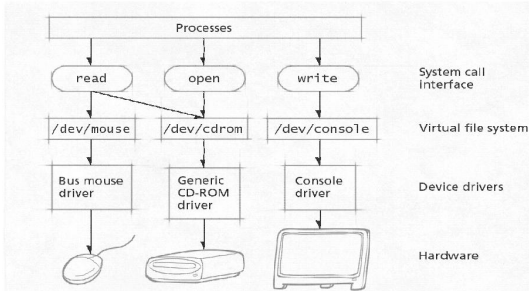 Processes
read
open
write
System call
interface
/dev/mouse
/dev/cdrom
/dev/console
Virtual file system
Bus mouse
driver
Generic
CD-ROM
driver
Console
driver
Device drivers
Hardware